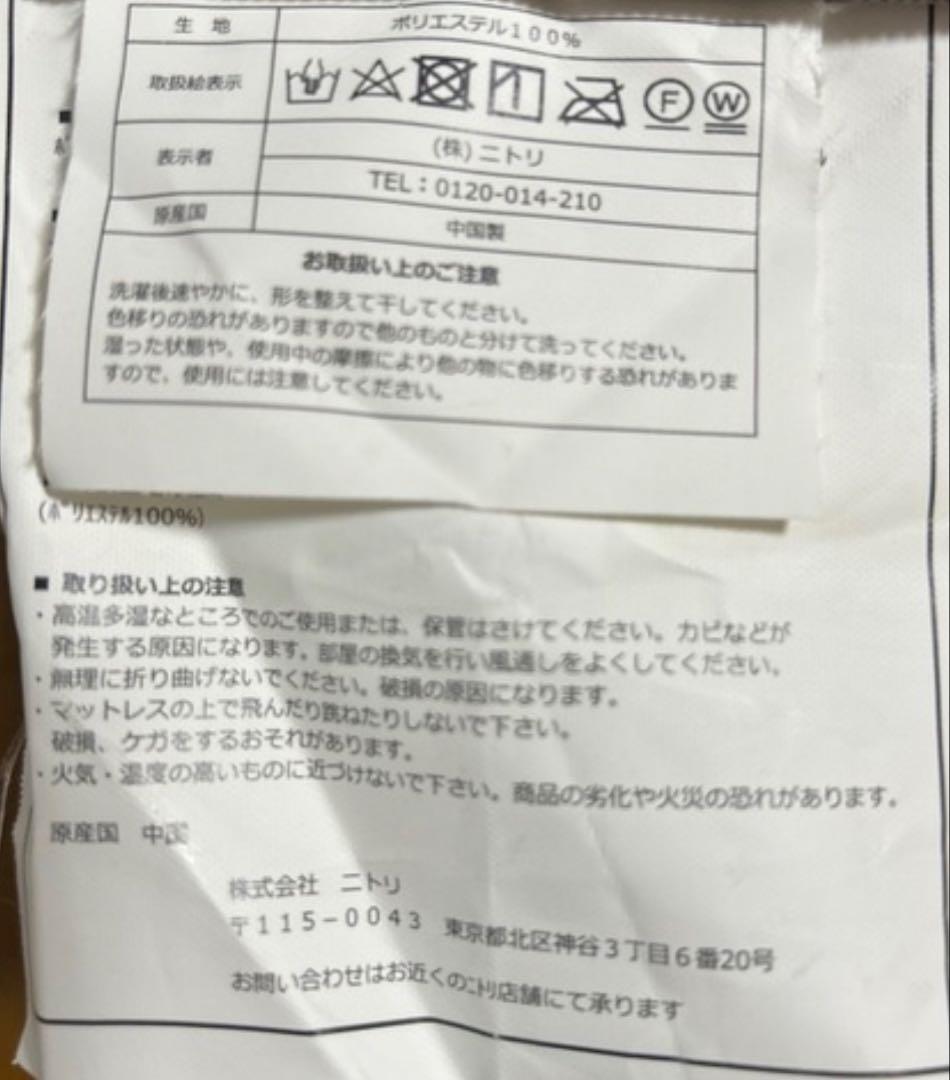 生 地 ポリエステル100%
取扱絵表示 F W
表示者 (株)ニトリ
TEL:0120-014-210
原産国 中国製
お取扱い上のご注意
洗濯後速やかに、形を整えて干してください。
色移りの恐れがありますので他のものと分けて洗ってください。
湿った状態や、使用中の摩擦により他の物に色移りする恐れがありま
すので、使用には注意してください。
(ポリエステル100%)
■ 取り扱い上の注意
・高温多湿なところでのご使用または、保管はさけてください。カビなどが
発生する原因になります。部屋の換気を行い風通しをよくしてください。
・無理に折り曲げないでください。破損の原因になります。
・マットレスの上で飛んだり跳ねたりしないで下さい。
破損、ケガをするおそれがあります。
・火気・温度の高いものに近づけないで下さい。商品の劣化や火災の恐れがあります。
原産国 中国
株式会社 ニトリ
〒115-0043 東京都北区神谷3丁目6番20号
お問い合わせはお近くのニトリ店舗にて承ります